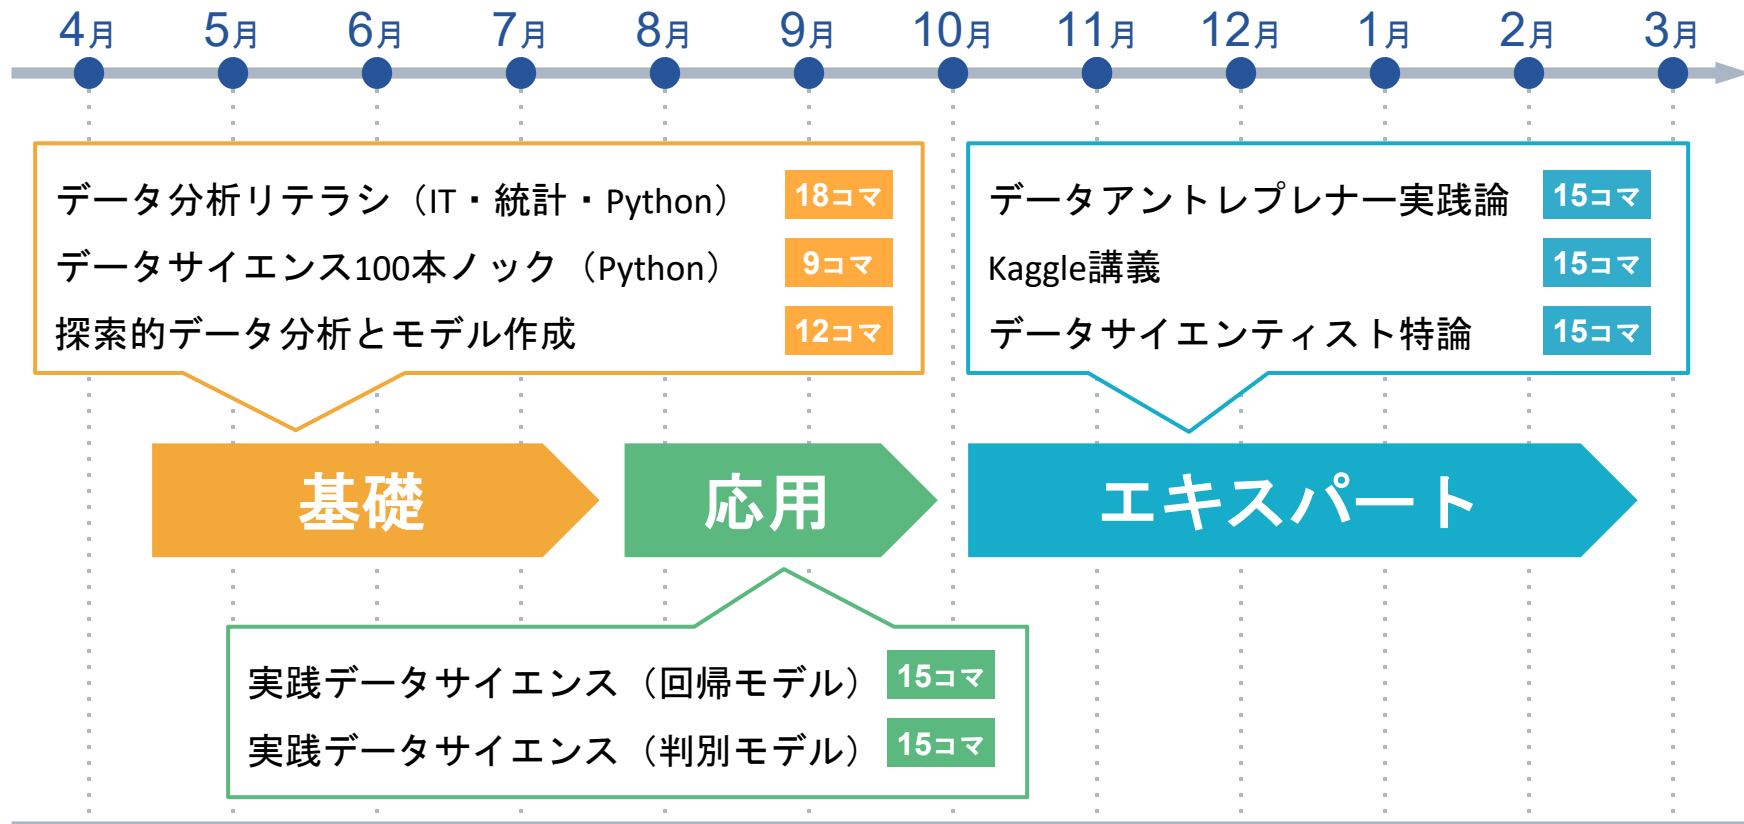 4月 5月 6月 7月 8月 9月 10月 11月 12月 1月 2月 3月
データ分析リテラシ（IT・統計・Python） 18コマ
データサイエンス100本ノック（Python） 9コマ
探索的データ分析とモデル作成 12コマ
データアントレプレナー実践論 15コマ
Kaggle講義 15コマ
データサイエンティスト特論 15コマ
基礎
応用
エキスパート
実践データサイエンス（回帰モデル） 15コマ
実践データサイエンス（判別モデル） 15コマ